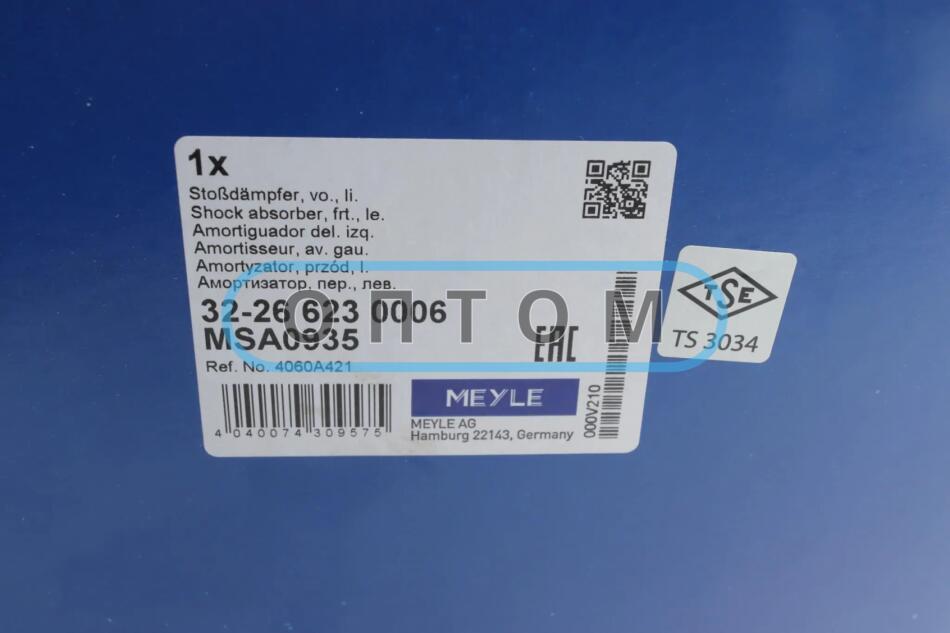 1x
Stoßdämpfer, vo., li.
Shock absorber, frt., le.
Amortiguador del. izq.
Amortisseur, av. gau.
Amortyzator, przód, l.
Амортизатор, пер., лев.
32-26 623 0006
MSA0935
Ref. No. 4060A421
4 040074 309575
EAC
MEYLE
MEYLE AG
Hamburg 22143, Germany
000V210
TSE
TS 3034
ОПТОМ